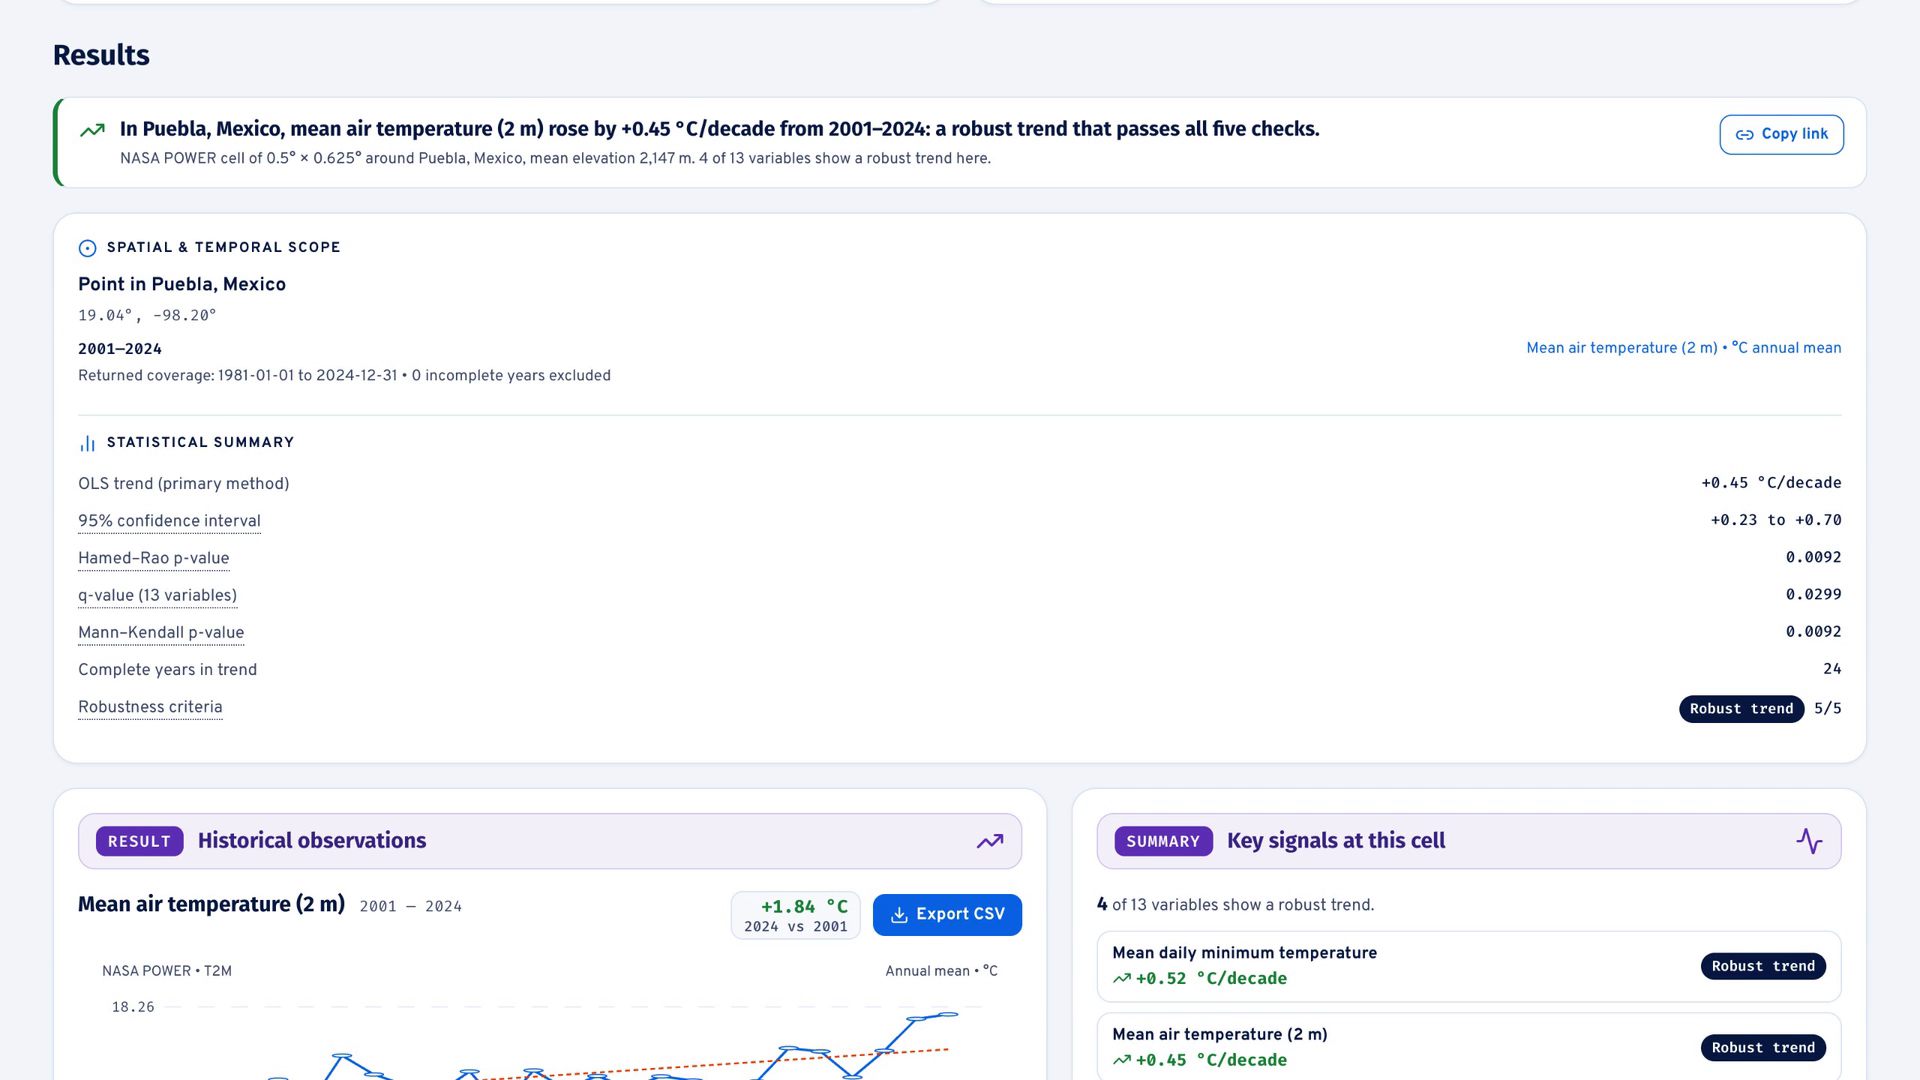 Results
In Puebla, Mexico, mean air temperature (2 m) rose by +0.45 °C/decade from 2001–2024: a robust trend that passes all five checks.
NASA POWER cell of 0.5° × 0.625° around Puebla, Mexico, mean elevation 2,147 m. 4 of 13 variables show a robust trend here.
Copy link
SPATIAL & TEMPORAL SCOPE
Point in Puebla, Mexico
19.04°, -98.20°
2001—2024
Mean air temperature (2 m) • °C annual mean
Returned coverage: 1981-01-01 to 2024-12-31 • 0 incomplete years excluded
STATISTICAL SUMMARY
OLS trend (primary method) +0.45 °C/decade
95% confidence interval +0.23 to +0.70
Hamed–Rao p-value 0.0092
q-value (13 variables) 0.0299
Mann–Kendall p-value 0.0092
Complete years in trend 24
Robustness criteria Robust trend 5/5
RESULT Historical observations
Mean air temperature (2 m) 2001 — 2024
+1.84 °C
2024 vs 2001
Export CSV
NASA POWER • T2M
Annual mean • °C
18.26
SUMMARY Key signals at this cell
4 of 13 variables show a robust trend.
Mean daily minimum temperature
+0.52 °C/decade
Robust trend
Mean air temperature (2 m)
+0.45 °C/decade
Robust trend